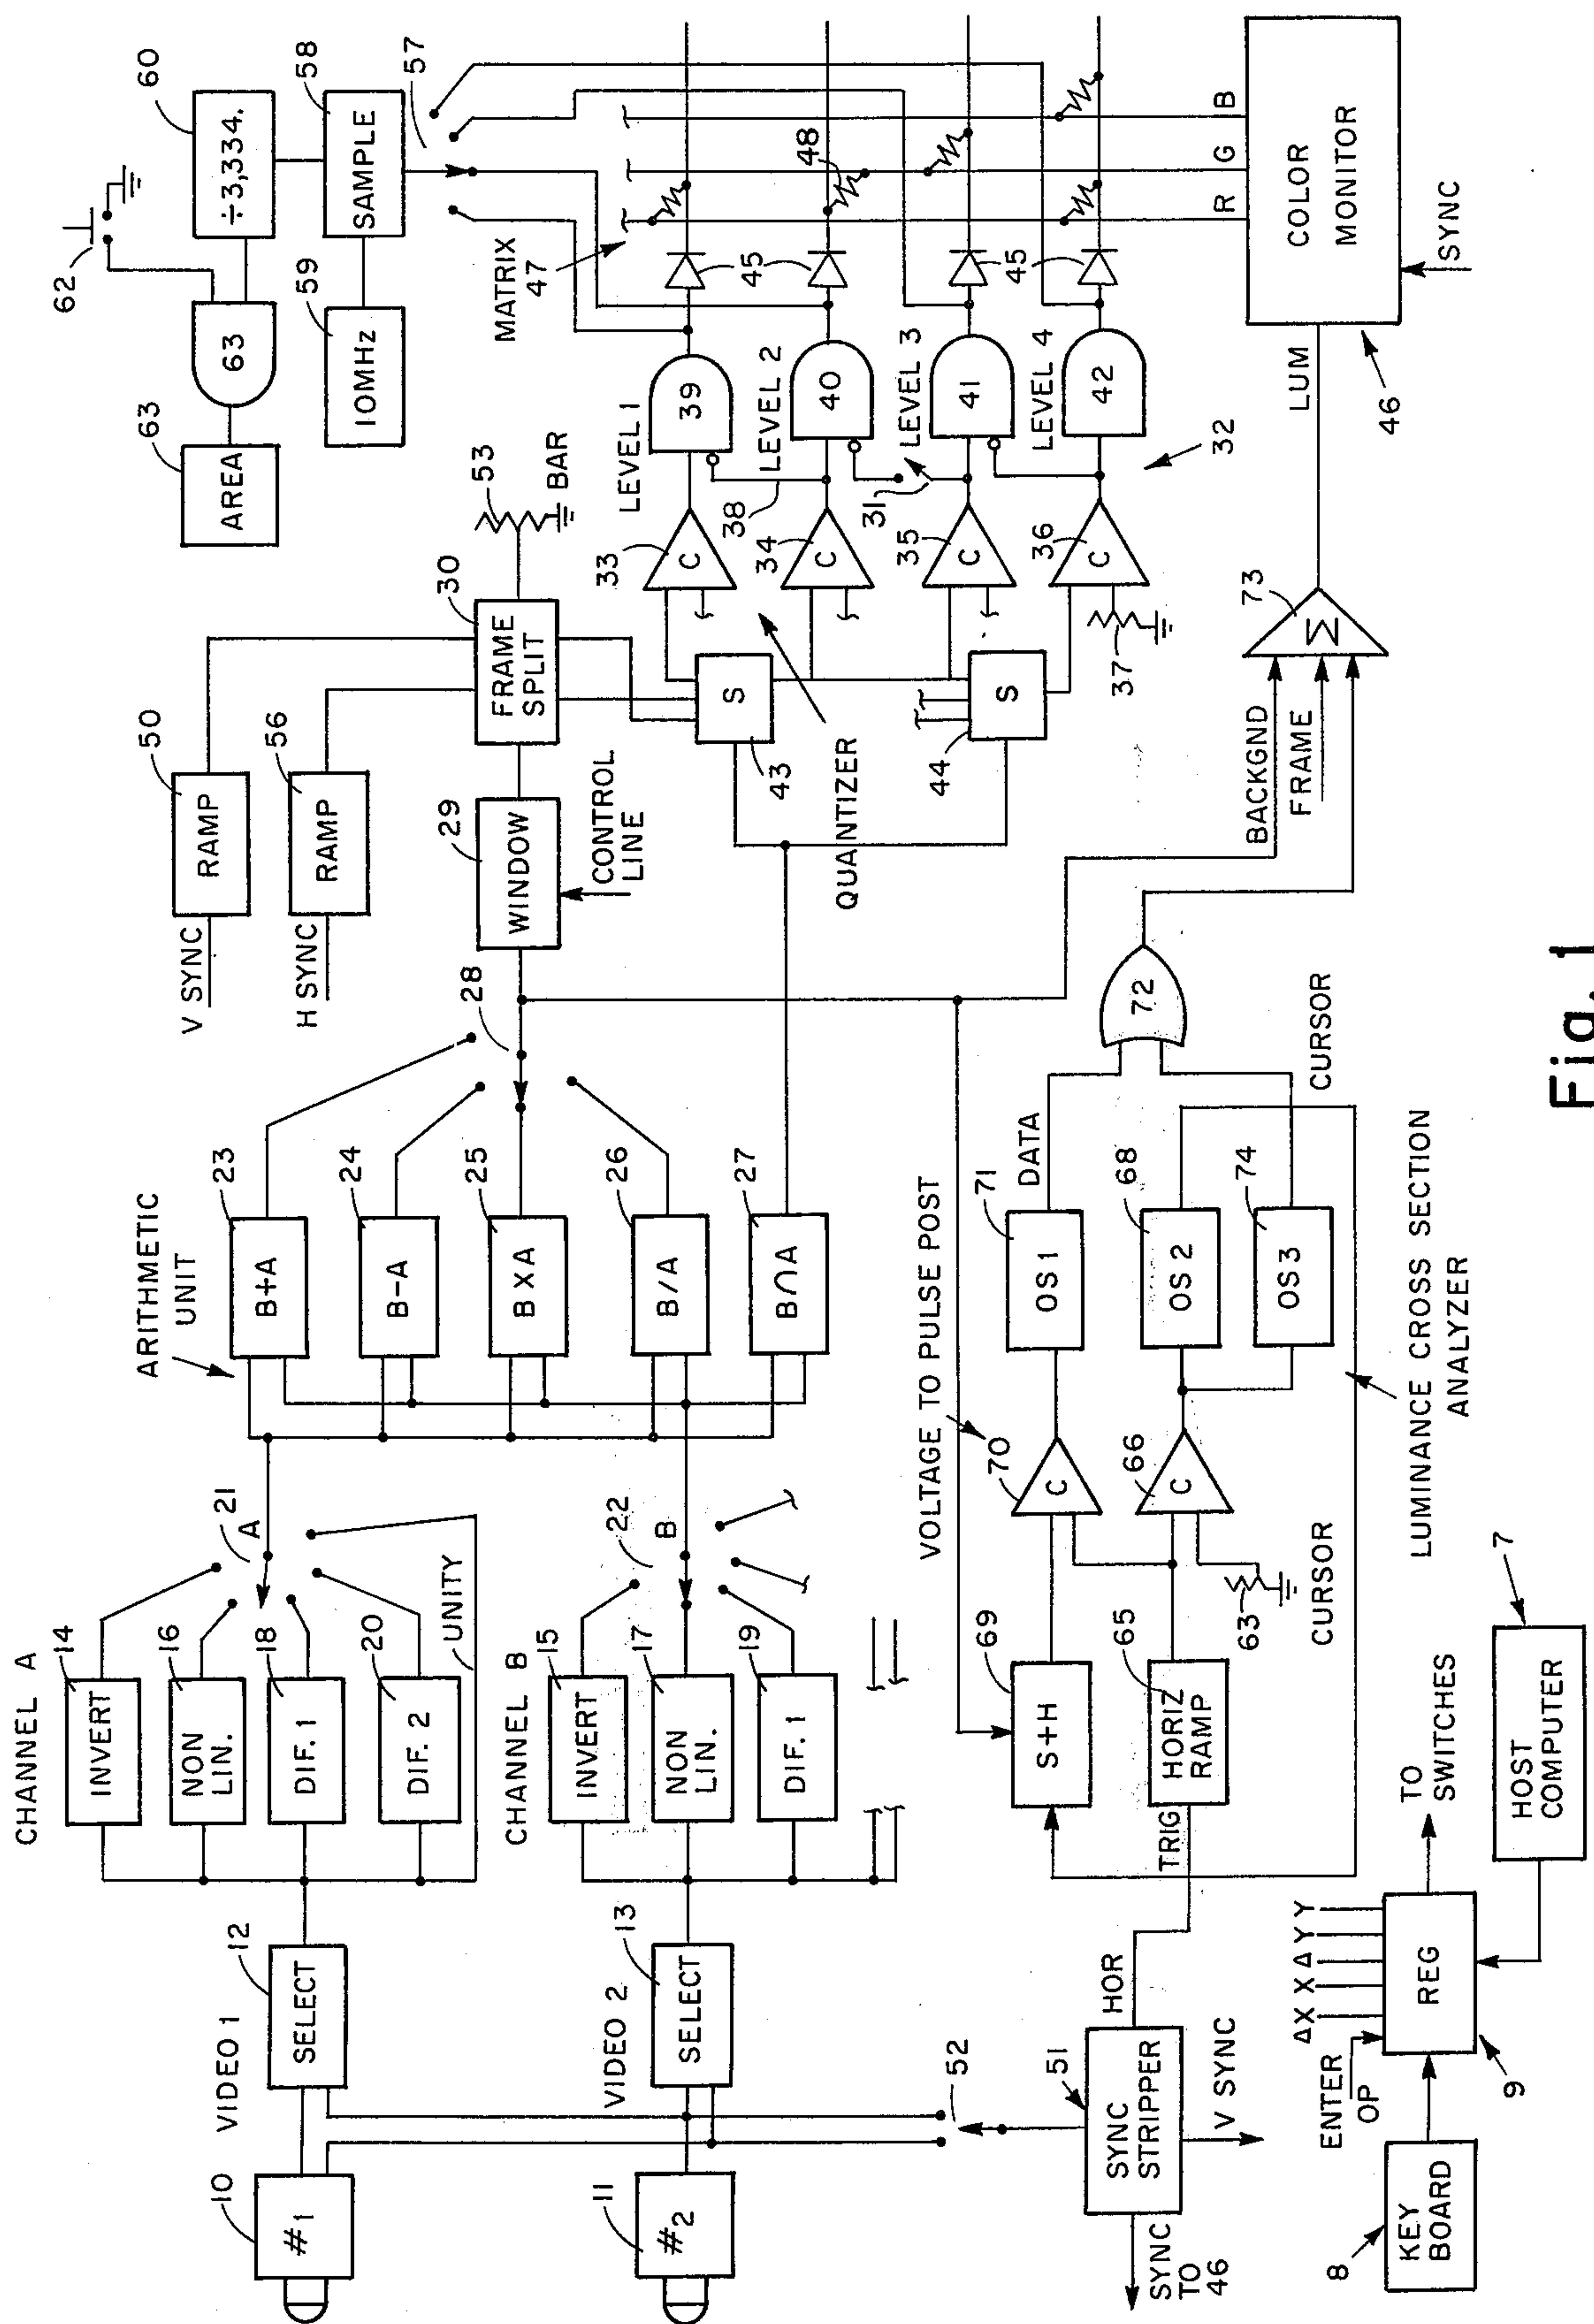 CHANNEL A
14
INVERT
16
NON
LIN.
18
DIF. 1
20
DIF. 2
UNITY
21
A
VIDEO 1
12
SELECT
10
#1
CHANNEL B
15
INVERT
17
NON
LIN.
19
DIF. 1
22
B
VIDEO 2
13
SELECT
11
#2
ARITHMETIC
UNIT
23
B+A
24
B-A
25
B X A
26
B/A
27
B∩A
28
V SYNC
50
RAMP
H SYNC
56
RAMP
29
WINDOW
CONTROL
LINE
30
FRAME
SPLIT
53
BAR
63
AREA
63
62
60
÷3,334.
59
10MHz
58
SAMPLE
57
MATRIX
47
48
45
45
QUANTIZER
43
S
44
S
33
C
34
C
35
C
36
C
37
38
31
32
LEVEL 1
39
LEVEL 2
40
LEVEL 3
41
LEVEL 4
42
R
G
B
COLOR
MONITOR
SYNC
46
LUM
73
Σ
BACKGND
FRAME
72
DATA
CURSOR
VOLTAGE TO PULSE POST
71
OS 1
68
OS 2
74
OS 3
70
C
66
C
63
CURSOR
LUMINANCE CROSS SECTION
ANALYZER
69
S+H
65
HORIZ
RAMP
TRIG
HOR
52
51
SYNC
STRIPPER
V SYNC
SYNC
TO
46
8
KEY
BOARD
ENTER
OP
ΔX X Δ Y Y
REG
9
TO
SWITCHES
7
HOST
COMPUTER
Fig. 1